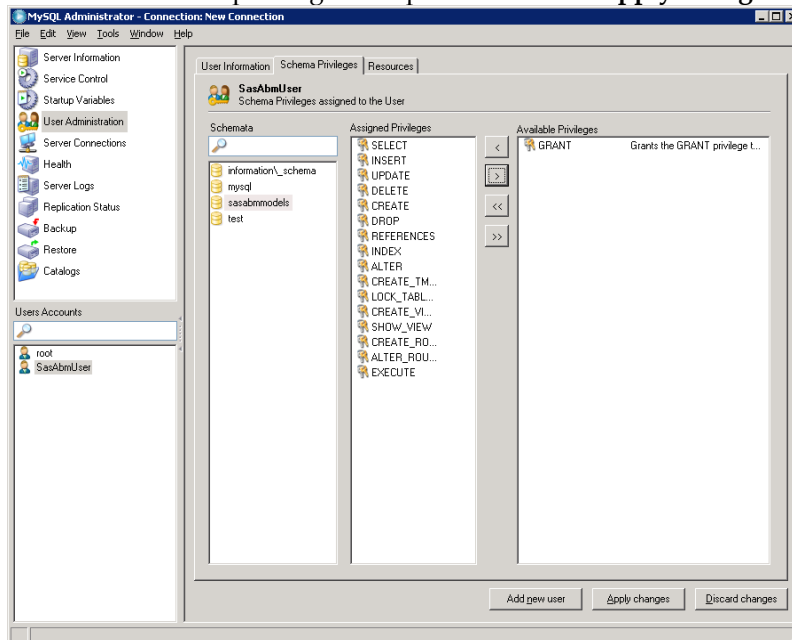 Apply
MySQL Administrator - Connection: New Connection
File Edit View Tools Window Help
Server Information
Service Control
Startup Variables
User Administration
Server Connections
Health
Server Logs
Replication Status
Backup
Restore
Catalogs
Users Accounts
root
SasAbmUser
User Information Schema Privileges Resources
SasAbmUser
Schema Privileges assigned to the User
Schemata
information\_schema
mysql
sasabmmodels
test
Assigned Privileges
SELECT
INSERT
UPDATE
DELETE
CREATE
DROP
REFERENCES
INDEX
ALTER
CREATE_TM...
LOCK_TABL...
CREATE_VI...
SHOW_VIEW
CREATE_RO...
ALTER_ROU...
EXECUTE
<
>
<<
>>
Available Privileges
GRANT Grants the GRANT privilege t...
Add new user Apply changes Discard changes